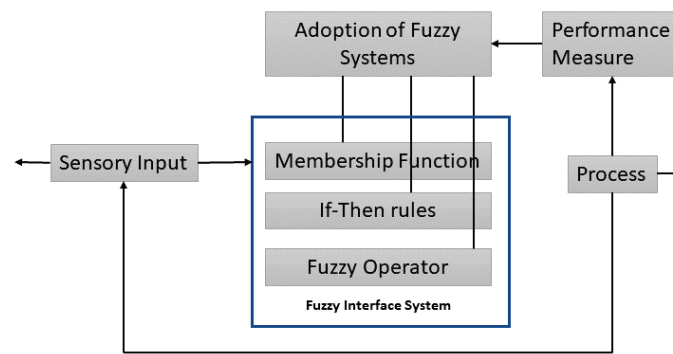 Adoption of Fuzzy
Systems
Performance
Measure
Sensory Input
Membership Function
Process
If-Then rules
Fuzzy Operator
Fuzzy Interface System